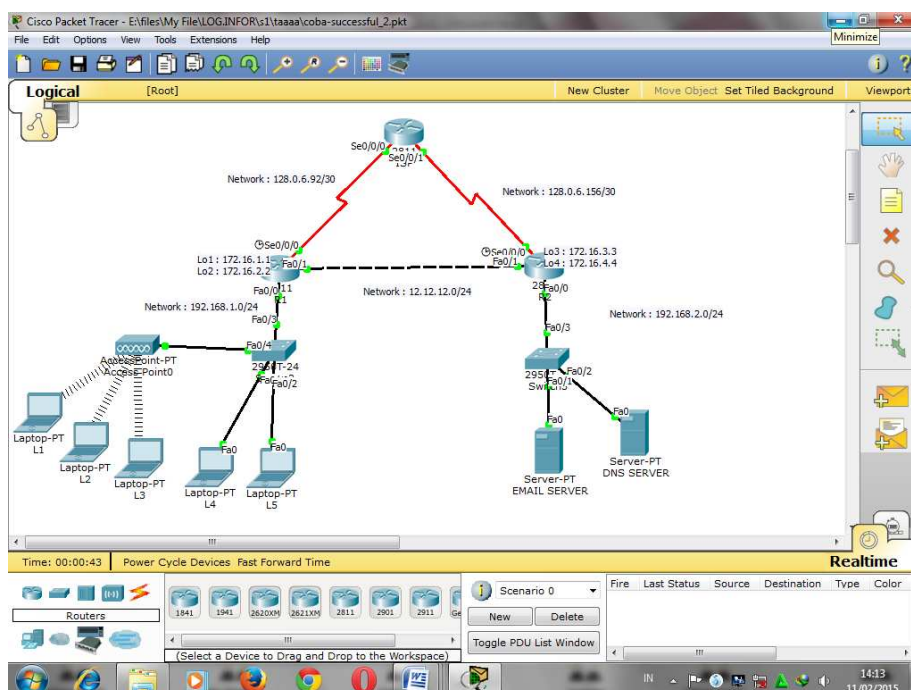 Cisco Packet Tracer - E:\files\My File\LOG.INFOR\s1\taaaa\coba-successful_2.pkt
Minimize
File Edit Options View Tools Extensions Help
Logical [Root] New Cluster Move Object Set Tiled Background Viewport
Se0/0/0
2811
Se0/0/1
ISP
Network : 128.0.6.92/30
Network : 128.0.6.156/30
Se0/0/0
Lo1 : 172.16.1.1
Lo2 : 172.16.2.2
Fa0/1
Fa0/0
R1
Se0/0/0
Fa0/1
Lo3 : 172.16.3.3
Lo4 : 172.16.4.4
Fa0/0
R2
Network : 12.12.12.0/24
Network : 192.168.1.0/24
Network : 192.168.2.0/24
Fa0/3
Fa0/4
2950T-24
Fa0/2
AccessPoint-PT
Access Point0
Fa0/3
Fa0/2
Fa0/1
Laptop-PT
L1
Laptop-PT
L2
Laptop-PT
L3
Fa0
Laptop-PT
L4
Fa0
Laptop-PT
L5
Fa0
Server-PT
EMAIL SERVER
Fa0
Server-PT
DNS SERVER
Time: 00:00:43 Power Cycle Devices Fast Forward Time Realtime
Routers
1841 1941 2620XM 2621XM 2811 2901 2911
(Select a Device to Drag and Drop to the Workspace)
Scenario 0
New Delete
Toggle PDU List Window
Fire Last Status Source Destination Type Color
IN
14:13
11/02/2015